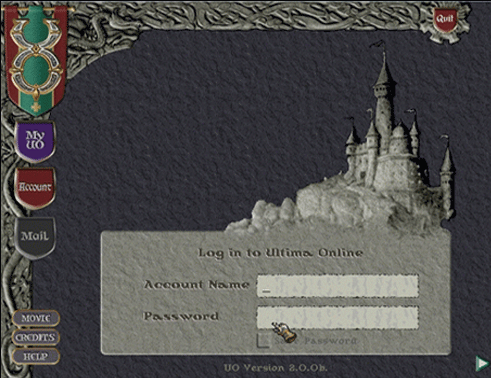 Quit
My
UO
Account
Mail
Log in to Ultima Online
Account Name
Password
Password
MOVIE
CREDITS
HELP
UO Version 2.0.0b.